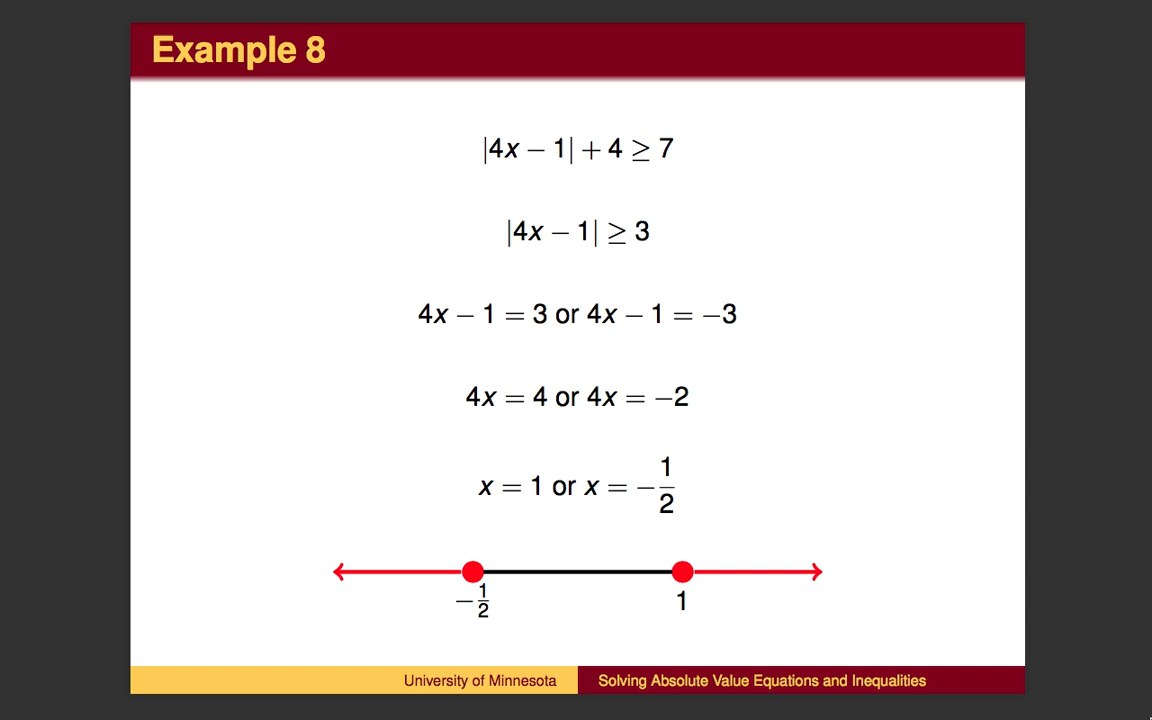 Example 8
|4x − 1| + 4 ≥ 7
|4x − 1| ≥ 3
4x − 1 = 3 or 4x − 1 = −3
4x = 4 or 4x = −2
x = 1 or x = −1/2
−1/2 1
University of Minnesota Solving Absolute Value Equations and Inequalities